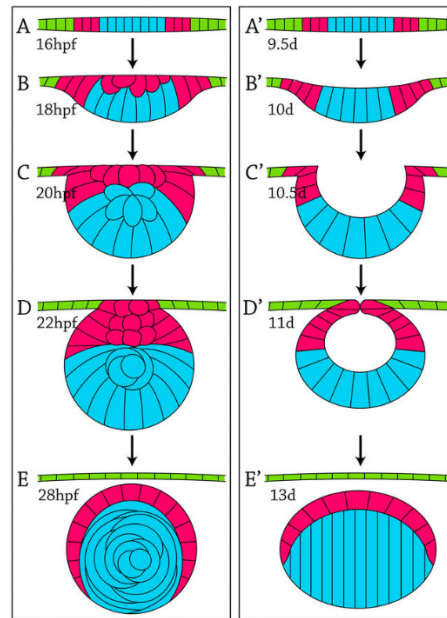 A
16hpf
B
18hpf
C
20hpf
D
22hpf
E
28hpf
A'
9.5d
B'
10d
C'
10.5d
D'
11d
E'
13d